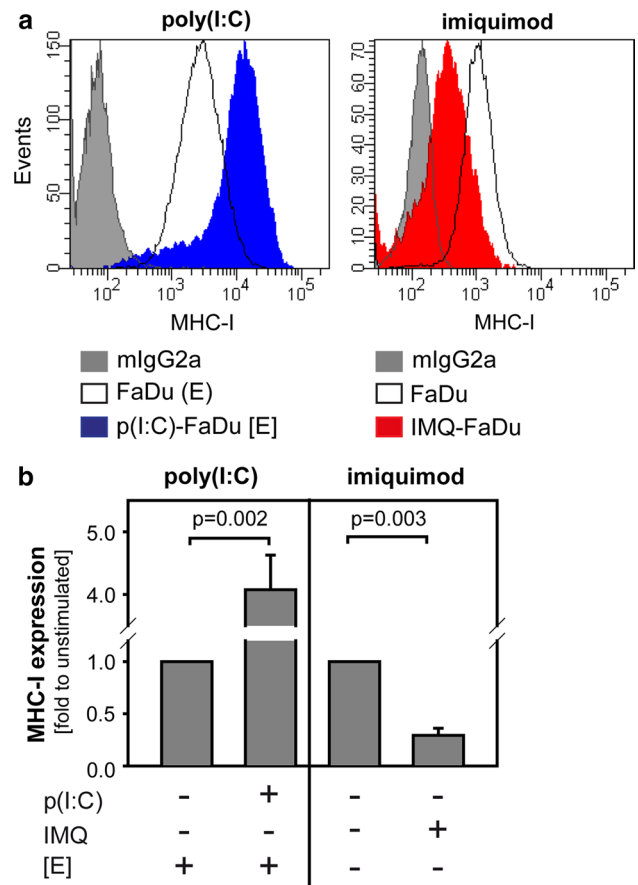 a
poly(I:C)
imiquimod
150
100
50
0
Events
10² 10³ 10⁴ 10⁵
MHC-I
70
60
50
40
30
20
10
0
10² 10³ 10⁴ 10⁵
MHC-I
mIgG2a
FaDu (E)
p(I:C)-FaDu [E]
mIgG2a
FaDu
IMQ-FaDu
b
poly(I:C)
imiquimod
MHC-I expression
[fold to unstimulated]
5.0
4.0
1.0
0.5
0.0
p=0.002
p=0.003
p(I:C) - + - -
IMQ - - - +
[E] + + - -